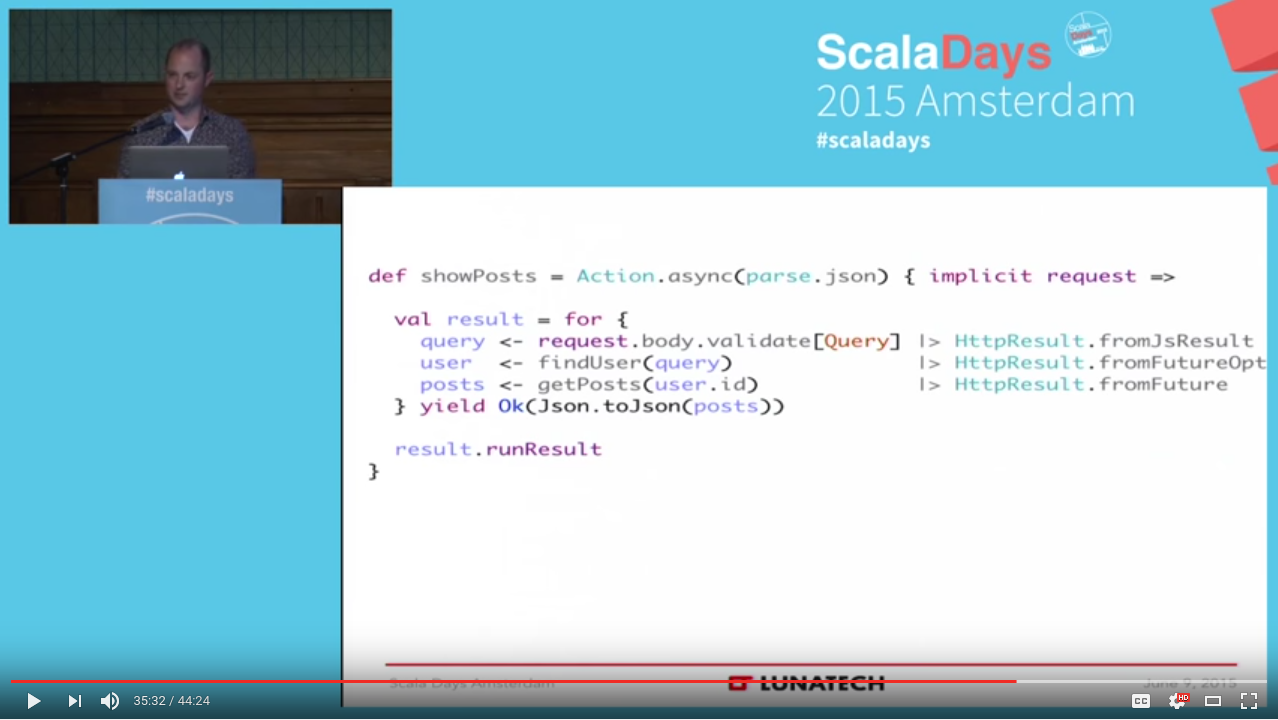 ScalaDays
2015 Amsterdam
#scaladays
#scaladays
def showPosts = Action.async(parse.json) { implicit request =>
val result = for {
query <- request.body.validate[Query] |> HttpResult.fromJsResult
user <- findUser(query) |> HttpResult.fromFutureOpt
posts <- getPosts(user.id) |> HttpResult.fromFuture
} yield Ok(Json.toJson(posts))
result.runResult
}
Scala Days Amsterdam
LUNATECH
June 9, 2015
35:32 / 44:24
CC
HD